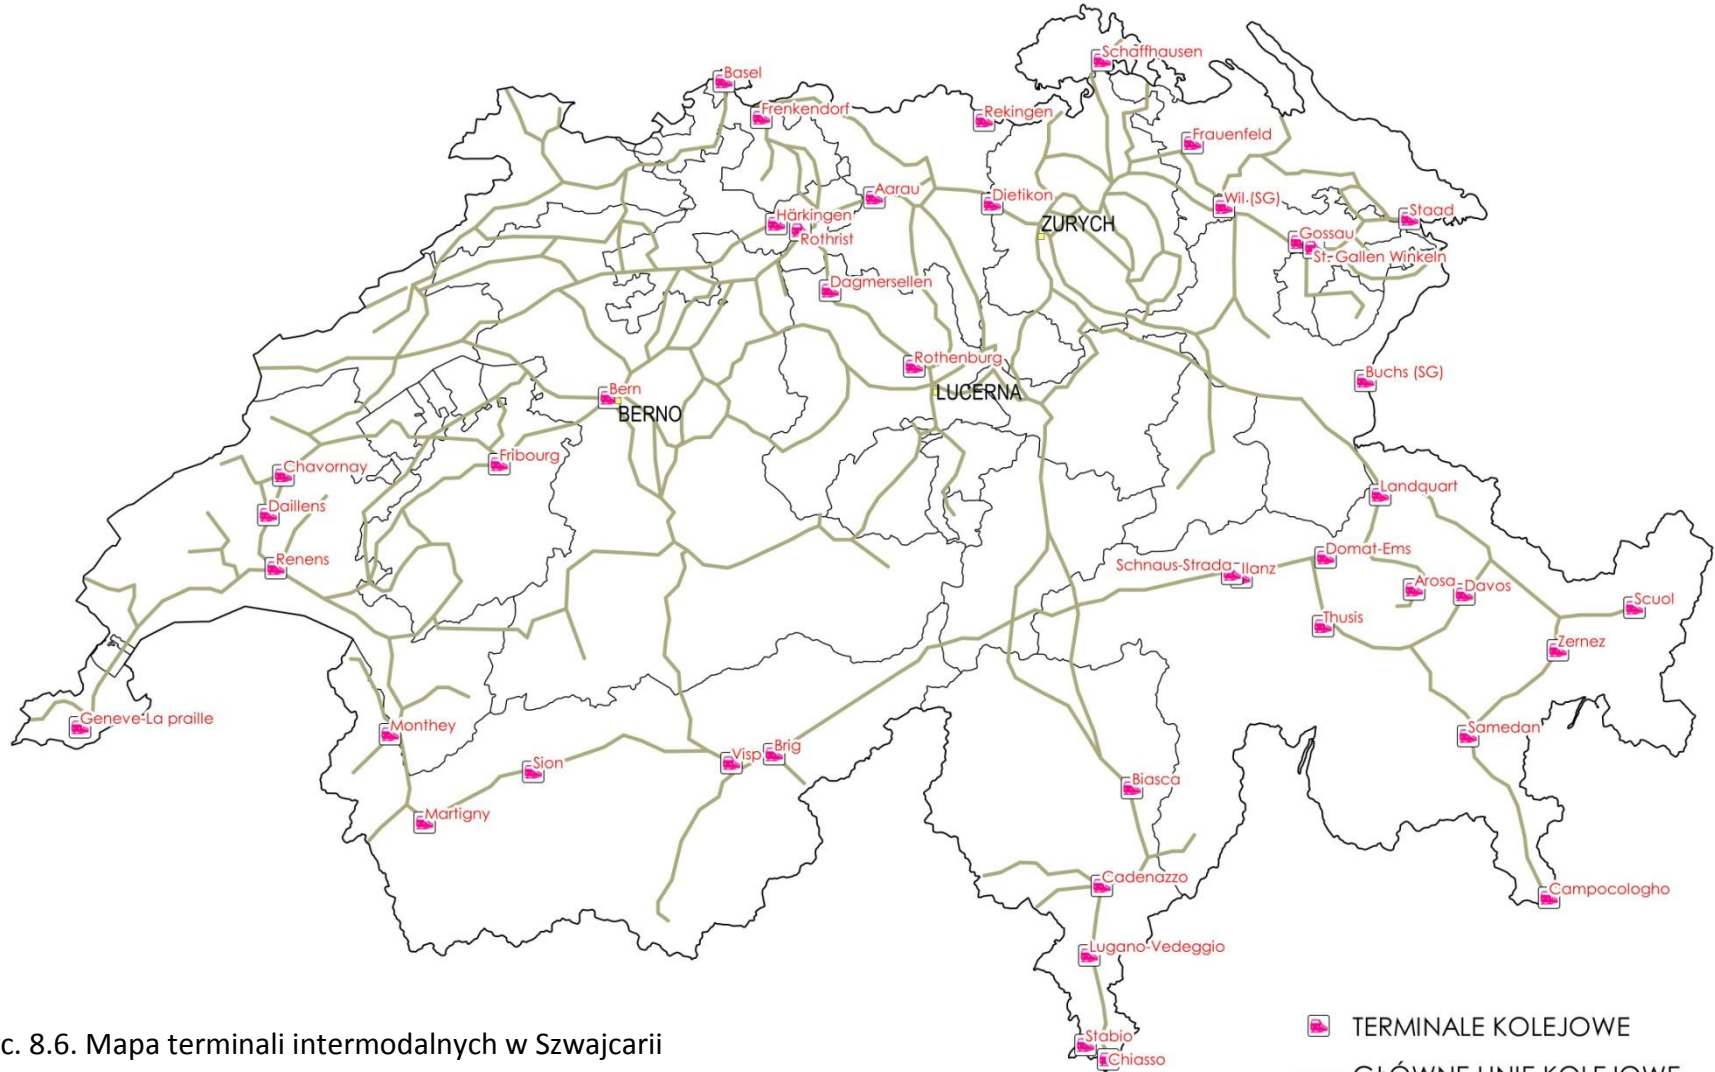 Schaffhausen
Basel
Frenkendorf
Rekingen
Frauenfeld
Aarau
Dietikon
Wil.(SG)
Härkingen
Staad
ZURYCH
Rothrist
Gossau
St. Gallen Winkeln
Dagmersellen
Rothenburg
Buchs (SG)
Bern
LUCERNA
BERNO
Fribourg
Chavornay
Landquart
Daillens
Domat-Ems
Renens
Schnaus-Strada
Ilanz
Arosa
Davos
Scuol
Thusis
Zernez
Geneve-La praille
Monthey
Samedan
Brig
Visp
Sion
Biasca
Martigny
Cadenazzo
Campocologho
Lugano-Vedeggio
TERMINALE KOLEJOWE
Stabio
c. 8.6. Mapa terminali intermodalnych w Szwajcarii
Chiasso
GŁÓWNE LINIE KOLEJOWE